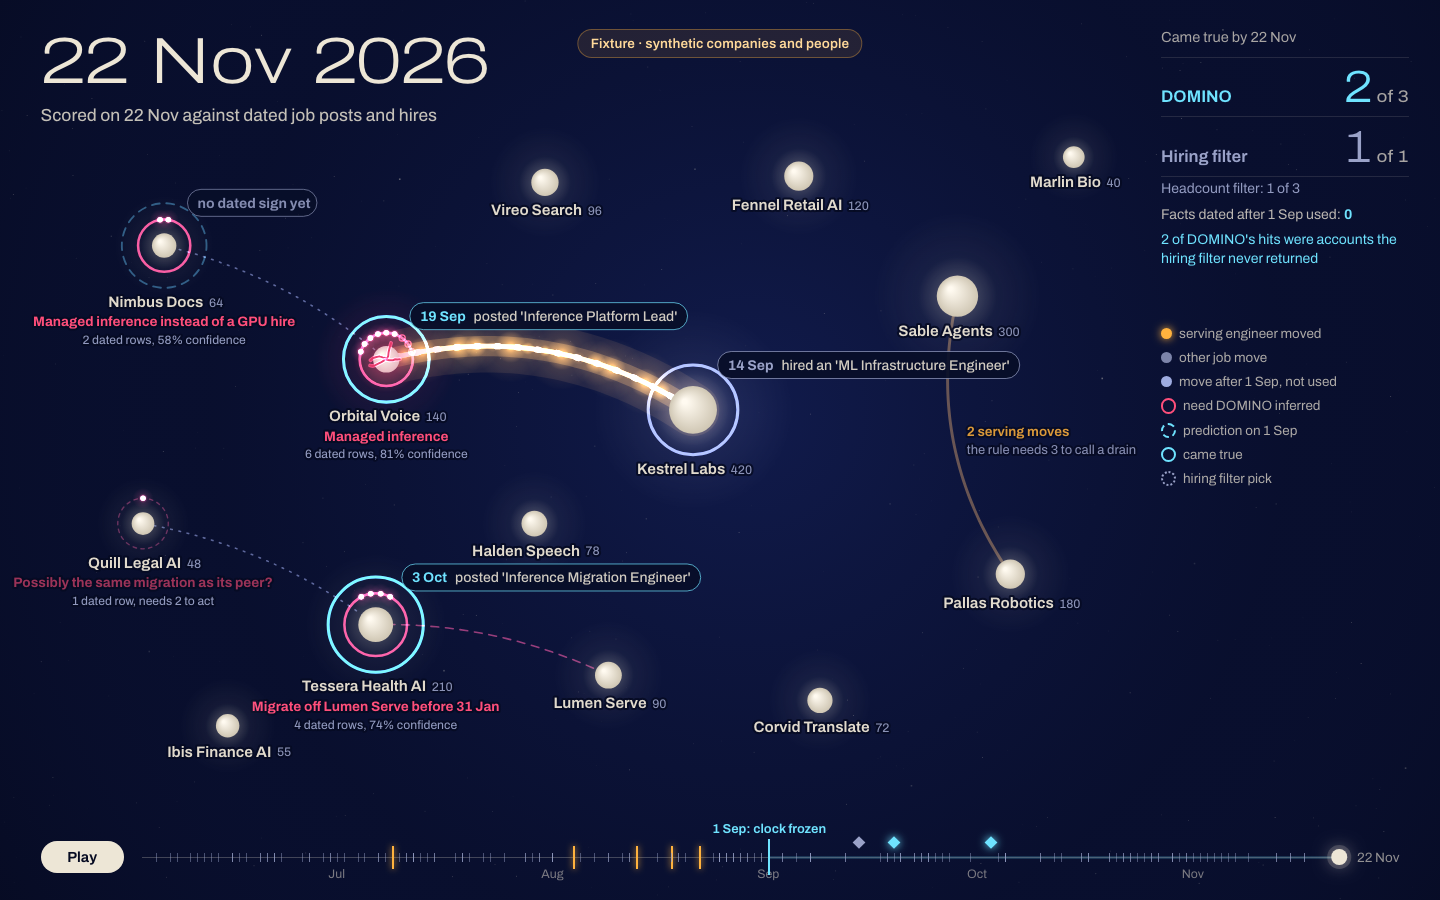 22 Nov 2026
Scored on 22 Nov against dated job posts and hires
Fixture · synthetic companies and people
Came true by 22 Nov
DOMINO 2 of 3
Hiring filter 1 of 1
Headcount filter: 1 of 3
Facts dated after 1 Sep used: 0
2 of DOMINO's hits were accounts the
hiring filter never returned
serving engineer moved
other job move
move after 1 Sep, not used
need DOMINO inferred
prediction on 1 Sep
came true
hiring filter pick
Marlin Bio 40
Vireo Search 96
Fennel Retail AI 120
no dated sign yet
Nimbus Docs 64
Managed inference instead of a GPU hire
2 dated rows, 58% confidence
19 Sep posted 'Inference Platform Lead'
Sable Agents 300
14 Sep hired an 'ML Infrastructure Engineer'
Orbital Voice 140
Managed inference
6 dated rows, 81% confidence
2 serving moves
the rule needs 3 to call a drain
Kestrel Labs 420
Halden Speech 78
Quill Legal AI 48
Possibly the same migration as its peer?
1 dated row, needs 2 to act
3 Oct posted 'Inference Migration Engineer'
Pallas Robotics 180
Tessera Health AI 210
Migrate off Lumen Serve before 31 Jan
4 dated rows, 74% confidence
Lumen Serve 90
Corvid Translate 72
Ibis Finance AI 55
1 Sep: clock frozen
Play
22 Nov
Jul
Aug
Sep
Oct
Nov